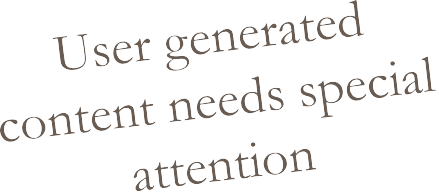 User generated
content needs special
attention